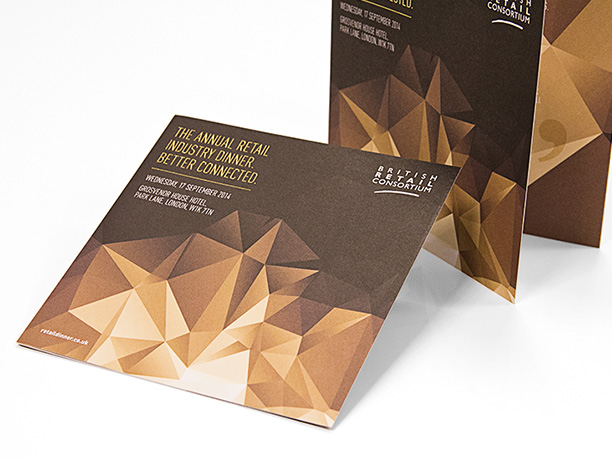 THE ANNUAL RETAIL
INDUSTRY DINNER.
BETTER CONNECTED.
WEDNESDAY, 17 SEPTEMBER 2014
GROSVENOR HOUSE HOTEL,
PARK LANE, LONDON, W1K 7TN
BRITISH
RETAIL
CONSORTIUM
retaildinner.co.uk
WEDNESDAY, 17 SEPTEMBER 2014
GROSVENOR HOUSE HOTEL,
PARK LANE, LONDON, W1K 7TN
RETAIL
CONSORTIUM